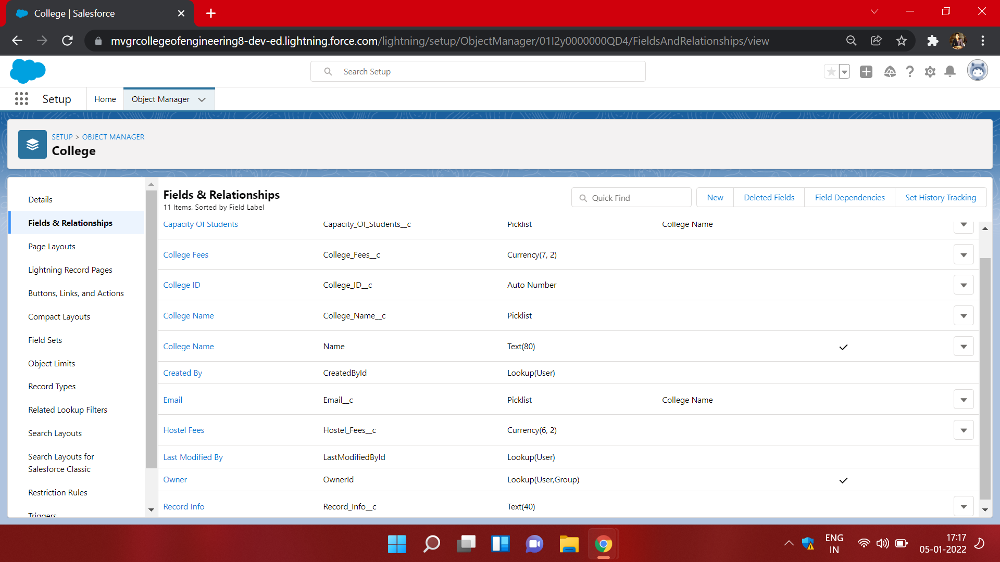 College | Salesforce
mvgrcollegeofengineering8-dev-ed.lightning.force.com/lightning/setup/ObjectManager/01I2y0000000QD4/FieldsAndRelationships/view
Search Setup
Setup
Home
Object Manager
SETUP > OBJECT MANAGER
College
Details
Fields & Relationships
Page Layouts
Lightning Record Pages
Buttons, Links, and Actions
Compact Layouts
Field Sets
Object Limits
Record Types
Related Lookup Filters
Search Layouts
Search Layouts for
Salesforce Classic
Restriction Rules
Triggers
Fields & Relationships
11 Items, Sorted by Field Label
Quick Find
New
Deleted Fields
Field Dependencies
Set History Tracking
Capacity Of Students Capacity_Of_Students__c Picklist College Name
College Fees College_Fees__c Currency(7, 2)
College ID College_ID__c Auto Number
College Name College_Name__c Picklist
College Name Name Text(80)
Created By CreatedById Lookup(User)
Email Email__c Picklist College Name
Hostel Fees Hostel_Fees__c Currency(6, 2)
Last Modified By LastModifiedById Lookup(User)
Owner OwnerId Lookup(User,Group)
Record Info Record_Info__c Text(40)
ENG
IN
17:17
05-01-2022